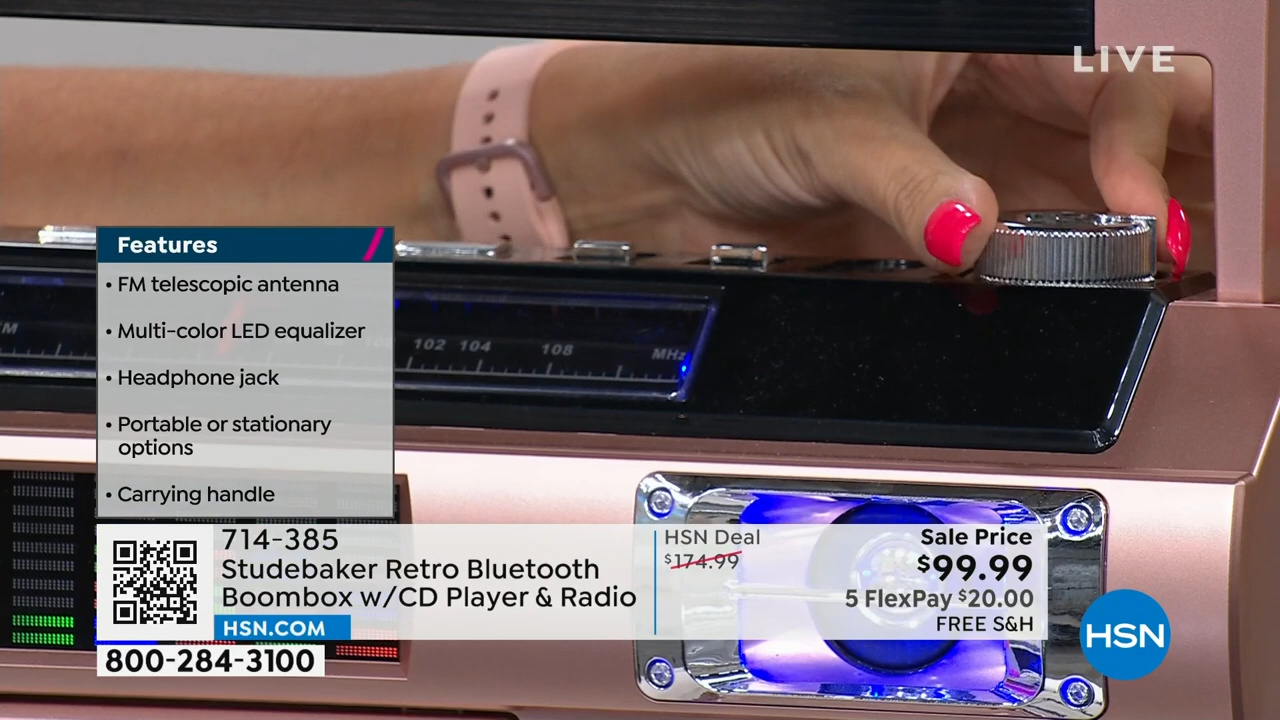 LIVE
Features
• FM telescopic antenna
• Multi-color LED equalizer
• Headphone jack
• Portable or stationary
options
• Carrying handle
102 104 108 MHz
714-385
Studebaker Retro Bluetooth
Boombox w/CD Player & Radio
HSN.COM
800-284-3100
HSN Deal
$174.99
Sale Price
$99.99
5 FlexPay $20.00
FREE S&H
HSN